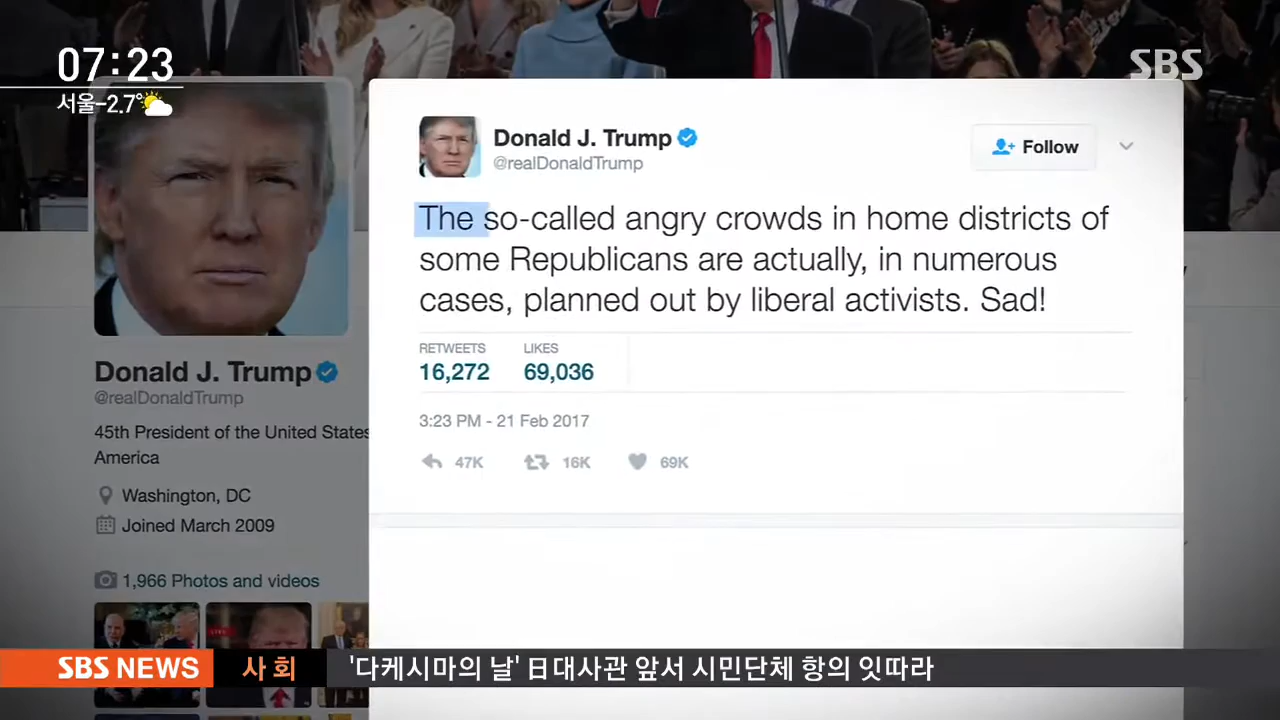 07:23
서울-2.7°
SBS
Donald J. Trump
@realDonaldTrump
Follow
The so-called angry crowds in home districts of
some Republicans are actually, in numerous
cases, planned out by liberal activists. Sad!
RETWEETS LIKES
16,272 69,036
3:23 PM - 21 Feb 2017
47K 16K 69K
Donald J. Trump
@realDonaldTrump
45th President of the United States
America
Washington, DC
Joined March 2009
1,966 Photos and videos
LIVE
SBS NEWS 사회 '다케시마의 날' 日대사관 앞서 시민단체 항의 잇따라